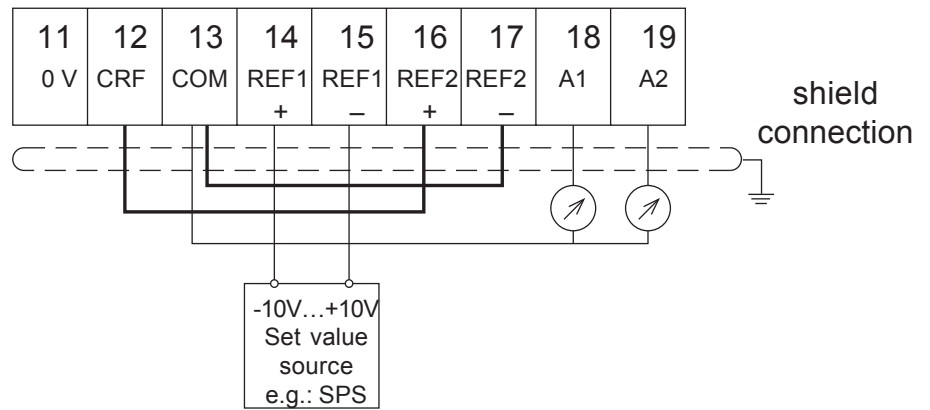 11 12 13 14 15 16 17 18 19
0 V CRF COM REF1 REF1 REF2 REF2 A1 A2
+ – + –
shield
connection
-10V…+10V
Set value
source
e.g.: SPS